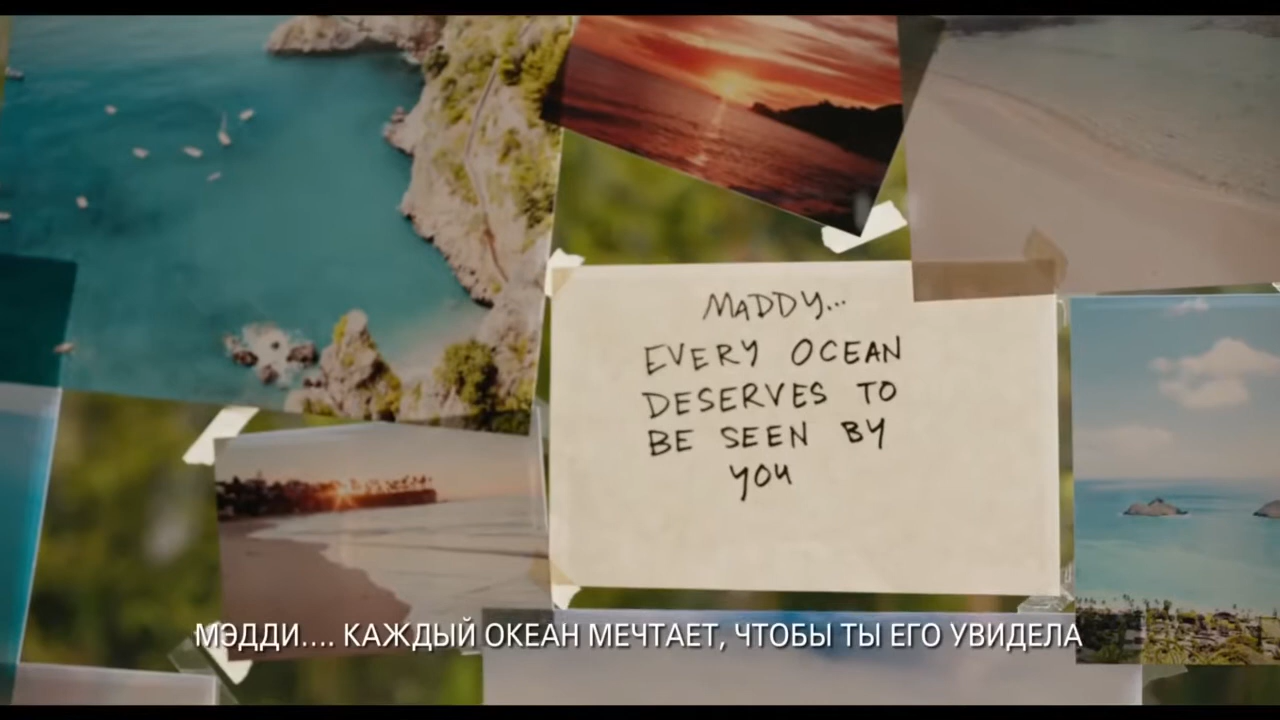 MADDY...
EVERY OCEAN
DESERVES TO
BE SEEN BY
YOU
МЭДДИ.... КАЖДЫЙ ОКЕАН МЕЧТАЕТ, ЧТОБЫ ТЫ ЕГО УВИДЕЛА